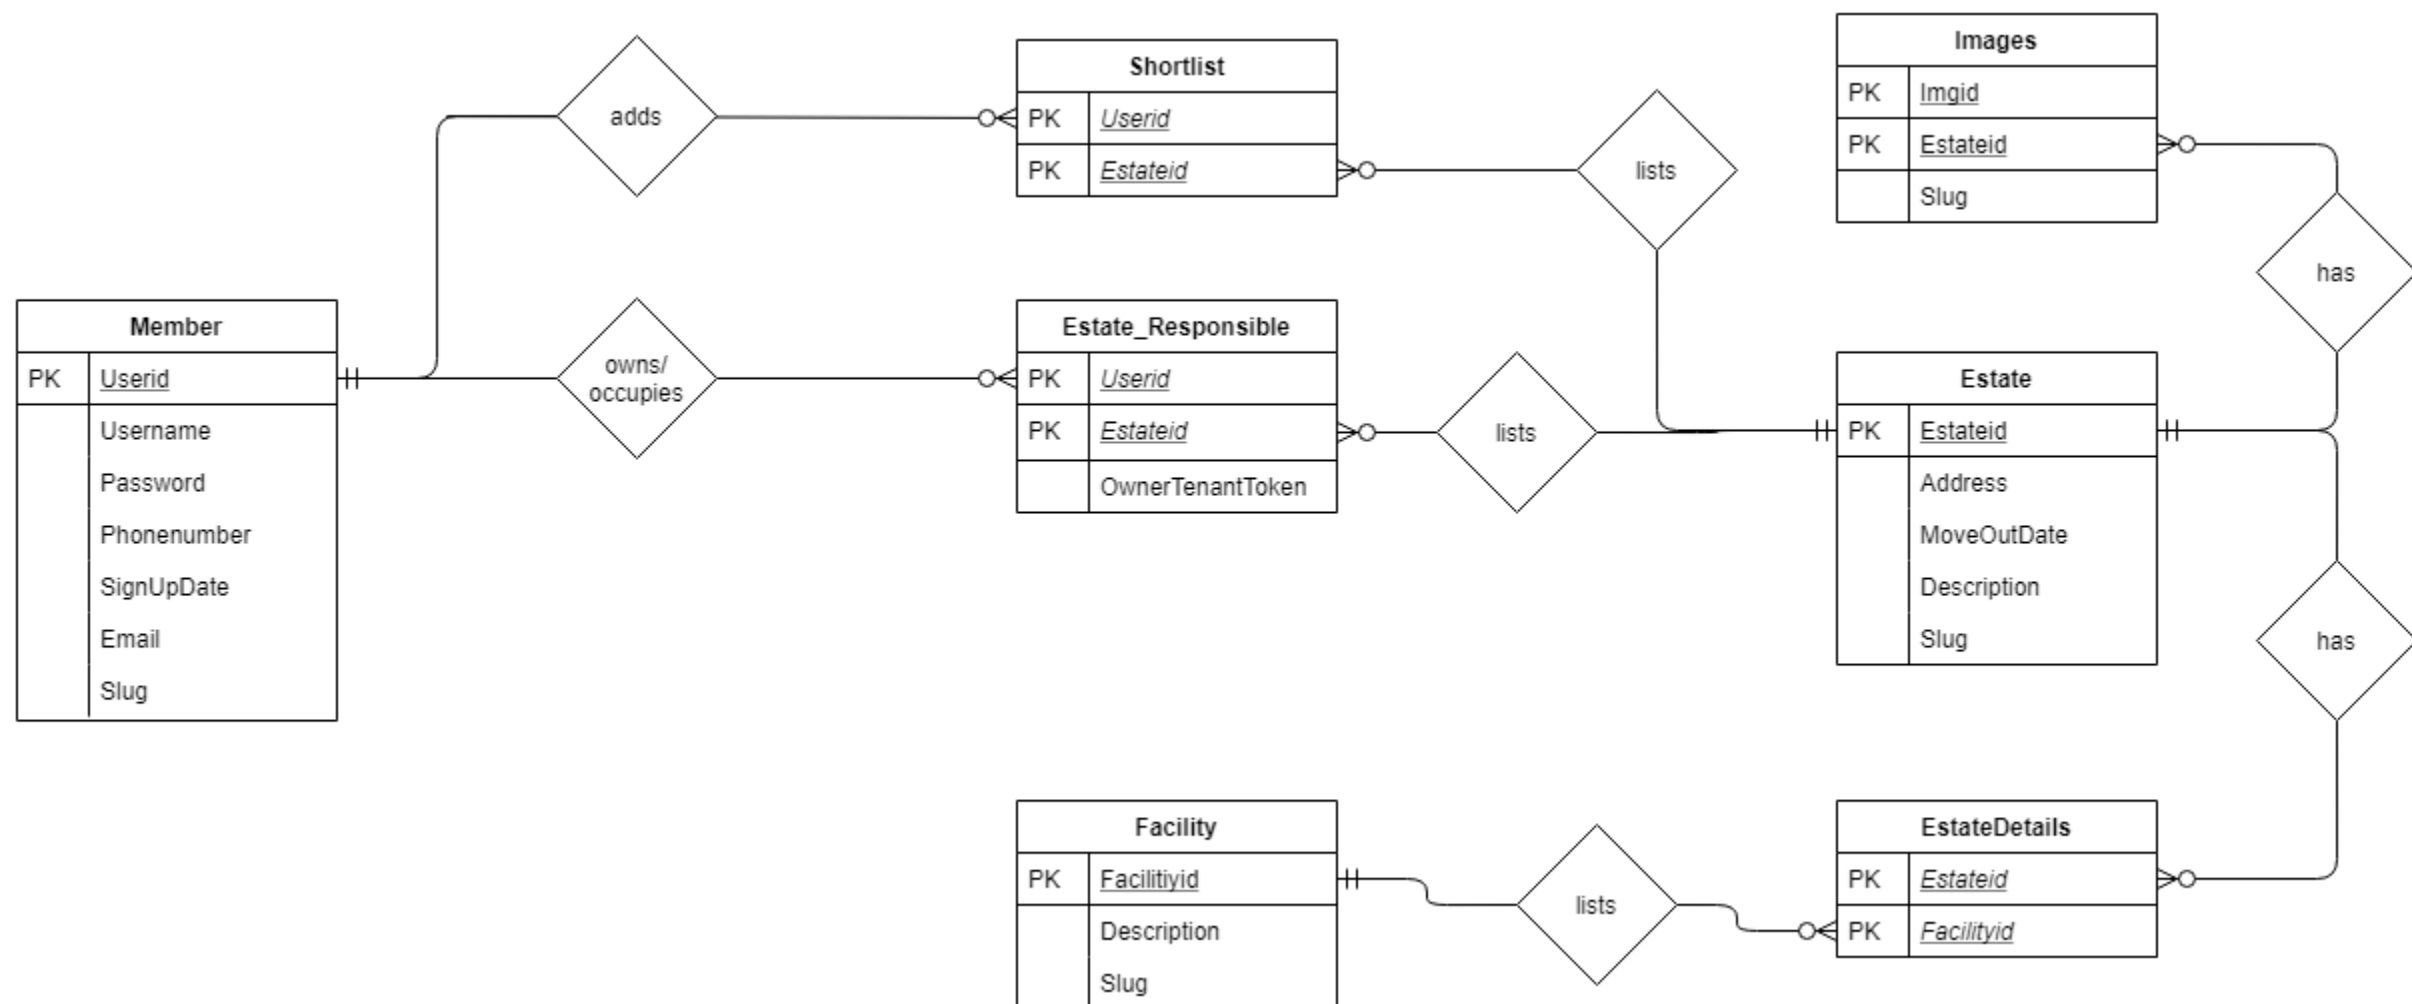 adds
Shortlist
PK Userid
PK Estateid
lists
Images
PK Imgid
PK Estateid
Slug
has
Member
PK Userid
Username
Password
Phonenumber
SignUpDate
Email
Slug
owns/
occupies
Estate_Responsible
PK Userid
PK Estateid
OwnerTenantToken
lists
Estate
PK Estateid
Address
MoveOutDate
Description
Slug
has
Facility
PK Facilitiyid
Description
Slug
lists
EstateDetails
PK Estateid
PK Facilityid